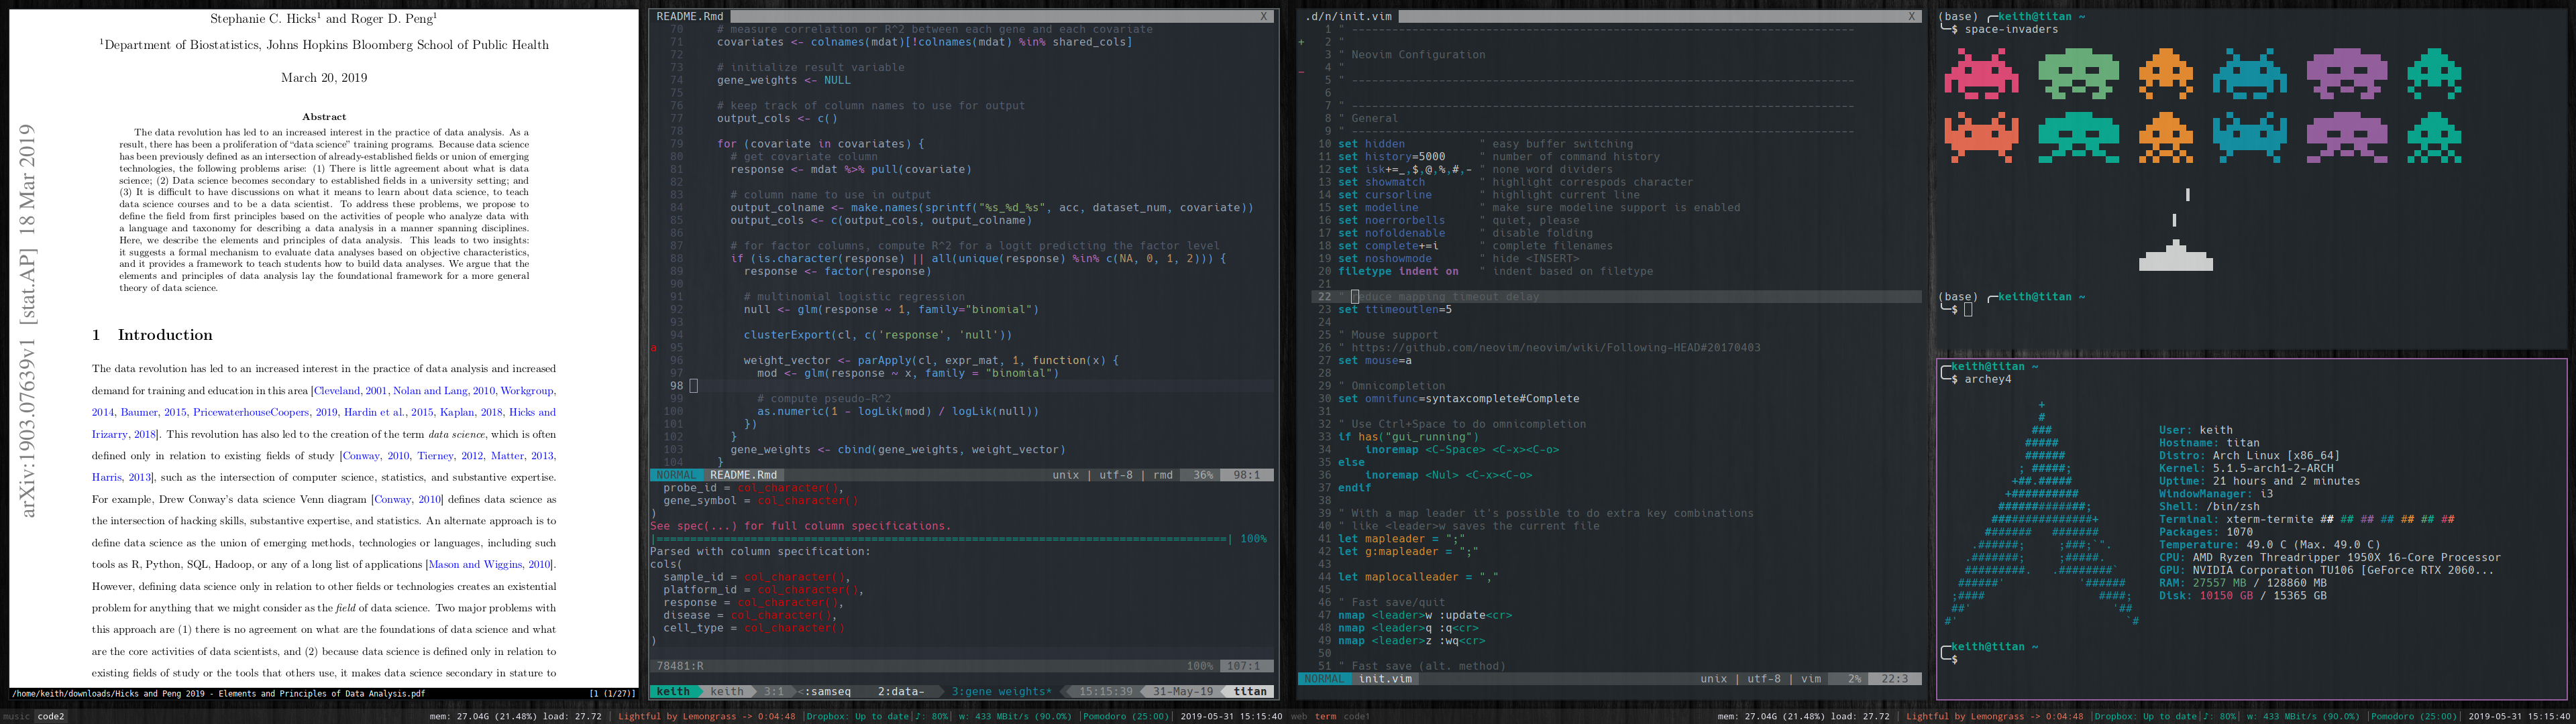 Stephanie C. Hicks¹ and Roger D. Peng¹
¹Department of Biostatistics, Johns Hopkins Bloomberg School of Public Health
March 20, 2019
Abstract
The data revolution has led to an increased interest in the practice of data analysis. As a
result, there has been a proliferation of “data science” training programs. Because data science
has been previously defined as an intersection of already-established fields or union of emerging
technologies, the following problems arise: (1) There is little agreement about what is data
science; (2) Data science becomes secondary to established fields in a university setting; and
(3) It is difficult to have discussions on what it means to learn about data science, to teach
data science courses and to be a data scientist. To address these problems, we propose to
define the field from first principles based on the activities of people who analyze data with
a language and taxonomy for describing a data analysis in a manner spanning disciplines.
Here, we describe the elements and principles of data analysis. This leads to two insights:
it suggests a formal mechanism to evaluate data analyses based on objective characteristics,
and it provides a framework to teach students how to build data analyses. We argue that the
elements and principles of data analysis lay the foundational framework for a more general
theory of data science.
arXiv:1903.07639v1 [stat.AP] 18 Mar 2019
1 Introduction
The data revolution has led to an increased interest in the practice of data analysis and increased
demand for training and education in this area [Cleveland, 2001, Nolan and Lang, 2010, Workgroup,
2014, Baumer, 2015, PricewaterhouseCoopers, 2019, Hardin et al., 2015, Kaplan, 2018, Hicks and
Irizarry, 2018]. This revolution has also led to the creation of the term data science, which is often
defined only in relation to existing fields of study [Conway, 2010, Tierney, 2012, Matter, 2013,
Harris, 2013], such as the intersection of computer science, statistics, and substantive expertise.
For example, Drew Conway's data science Venn diagram [Conway, 2010] defines data science as
the intersection of hacking skills, substantive expertise, and statistics. An alternate approach is to
define data science as the union of emerging methods, technologies or languages, including such
tools as R, Python, SQL, Hadoop, or any of a long list of applications [Mason and Wiggins, 2010].
However, defining data science only in relation to other fields or technologies creates an existential
problem for anything that we might consider as the field of data science. Two major problems with
this approach are (1) there is no agreement on what are the foundations of data science and what
are the core activities of data scientists, and (2) because data science is defined only in relation to
existing fields of study or the tools that others use, it makes data science secondary in stature to
/home/keith/downloads/Hicks and Peng 2019 - Elements and Principles of Data Analysis.pdf [1 (1/27)]
README.Rmd X
70 # measure correlation or R^2 between each gene and each covariate
71 covariates <- colnames(mdat)[!colnames(mdat) %in% shared_cols]
72
73 # initialize result variable
74 gene_weights <- NULL
75
76 # keep track of column names to use for output
77 output_cols <- c()
78
79 for (covariate in covariates) {
80 # get covariate column
81 response <- mdat %>% pull(covariate)
82
83 # column name to use in output
84 output_colname <- make.names(sprintf("%s_%d_%s", acc, dataset_num, covariate))
85 output_cols <- c(output_cols, output_colname)
86
87 # for factor columns, compute R^2 for a logit predicting the factor level
88 if (is.character(response) || all(unique(response) %in% c(NA, 0, 1, 2))) {
89 response <- factor(response)
90
91 # multinomial logistic regression
92 null <- glm(response ~ 1, family="binomial")
93
94 clusterExport(cl, c('response', 'null'))
a 95
96 weight_vector <- parApply(cl, expr_mat, 1, function(x) {
97 mod <- glm(response ~ x, family = "binomial")
98
99 # compute pseudo-R^2
100 as.numeric(1 - logLik(mod) / logLik(null))
101 })
102 }
103 gene_weights <- cbind(gene_weights, weight_vector)
104 }
NORMAL README.Rmd unix | utf-8 | rmd 36% 98:1
probe_id = col_character(),
gene_symbol = col_character()
)
See spec(...) for full column specifications.
|=====================================================================================| 100%
Parsed with column specification:
cols(
sample_id = col_character(),
platform_id = col_character(),
response = col_character(),
disease = col_character(),
cell_type = col_character()
)
78481:R 100% 107:1
keith keith 3:1 <:samseq 2:data- 3:gene weights* 15:15:39 31-May-19 titan
.d/n/init.vim X
1 " ---------------------------------------------------------------------------
+ 2 "
3 " Neovim Configuration
4 "
_ 5 " ---------------------------------------------------------------------------
6
7 " ---------------------------------------------------------------------------
8 " General
9 " ---------------------------------------------------------------------------
10 set hidden " easy buffer switching
11 set history=5000 " number of command history
12 set isk+=_,$,@,%,#,- " none word dividers
13 set showmatch " highlight correspods character
14 set cursorline " highlight current line
15 set modeline " make sure modeline support is enabled
16 set noerrorbells " quiet, please
17 set nofoldenable " disable folding
18 set complete+=i " complete filenames
19 set noshowmode " hide <INSERT>
20 filetype indent on " indent based on filetype
21
22 " Reduce mapping timeout delay
23 set ttimeoutlen=5
24
25 " Mouse support
26 " https://github.com/neovim/neovim/wiki/Following-HEAD#20170403
27 set mouse=a
28
29 " Omnicompletion
30 set omnifunc=syntaxcomplete#Complete
31
32 " Use Ctrl+Space to do omnicompletion
33 if has("gui_running")
34 inoremap <C-Space> <C-x><C-o>
35 else
36 inoremap <Nul> <C-x><C-o>
37 endif
38
39 " With a map leader it's possible to do extra key combinations
40 " like <leader>w saves the current file
41 let mapleader = ";"
42 let g:mapleader = ";"
43
44 let maplocalleader = ","
45
46 " Fast save/quit
47 nmap <leader>w :update<cr>
48 nmap <leader>q :q<cr>
49 nmap <leader>z :wq<cr>
50
51 " Fast save (alt. method)
NORMAL init.vim unix | utf-8 | vim 2% 22:3
(base) ╭─keith@titan ~
╰─$ space-invaders
(base) ╭─keith@titan ~
╰─$
╭─keith@titan ~
╰─$ archey4
User: keith
Hostname: titan
Distro: Arch Linux [x86_64]
Kernel: 5.1.5-arch1-2-ARCH
Uptime: 21 hours and 2 minutes
WindowManager: i3
Shell: /bin/zsh
Terminal: xterm-termite ## ## ## ## ## ## ##
Packages: 1070
Temperature: 49.0 C (Max. 49.0 C)
CPU: AMD Ryzen Threadripper 1950X 16-Core Processor
GPU: NVIDIA Corporation TU106 [GeForce RTX 2060...
RAM: 27557 MB / 128860 MB
Disk: 10150 GB / 15365 GB
╭─keith@titan ~
╰─$
music code2 mem: 27.04G (21.48%) load: 27.72 | Lightful by Lemongrass -> 0:04:48 |Dropbox: Up to date|♪: 80%| w: 433 MBit/s (90.0%) |Pomodoro (25:00)| 2019-05-31 15:15:40
web term code1 mem: 27.04G (21.48%) load: 27.72 | Lightful by Lemongrass -> 0:04:48 |Dropbox: Up to date|♪: 80%| w: 433 MBit/s (90.0%) |Pomodoro (25:00)| 2019-05-31 15:15:40